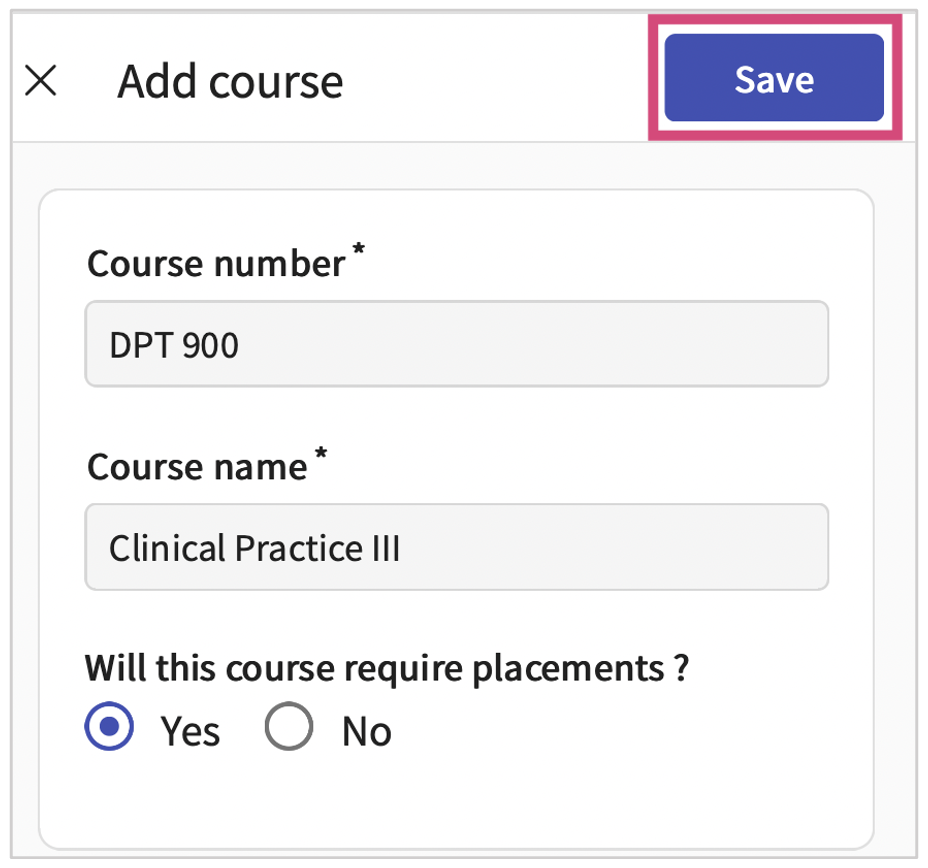 Add course
Save
Course number *
DPT 900
Course name *
Clinical Practice III
Will this course require placements ?
Yes No